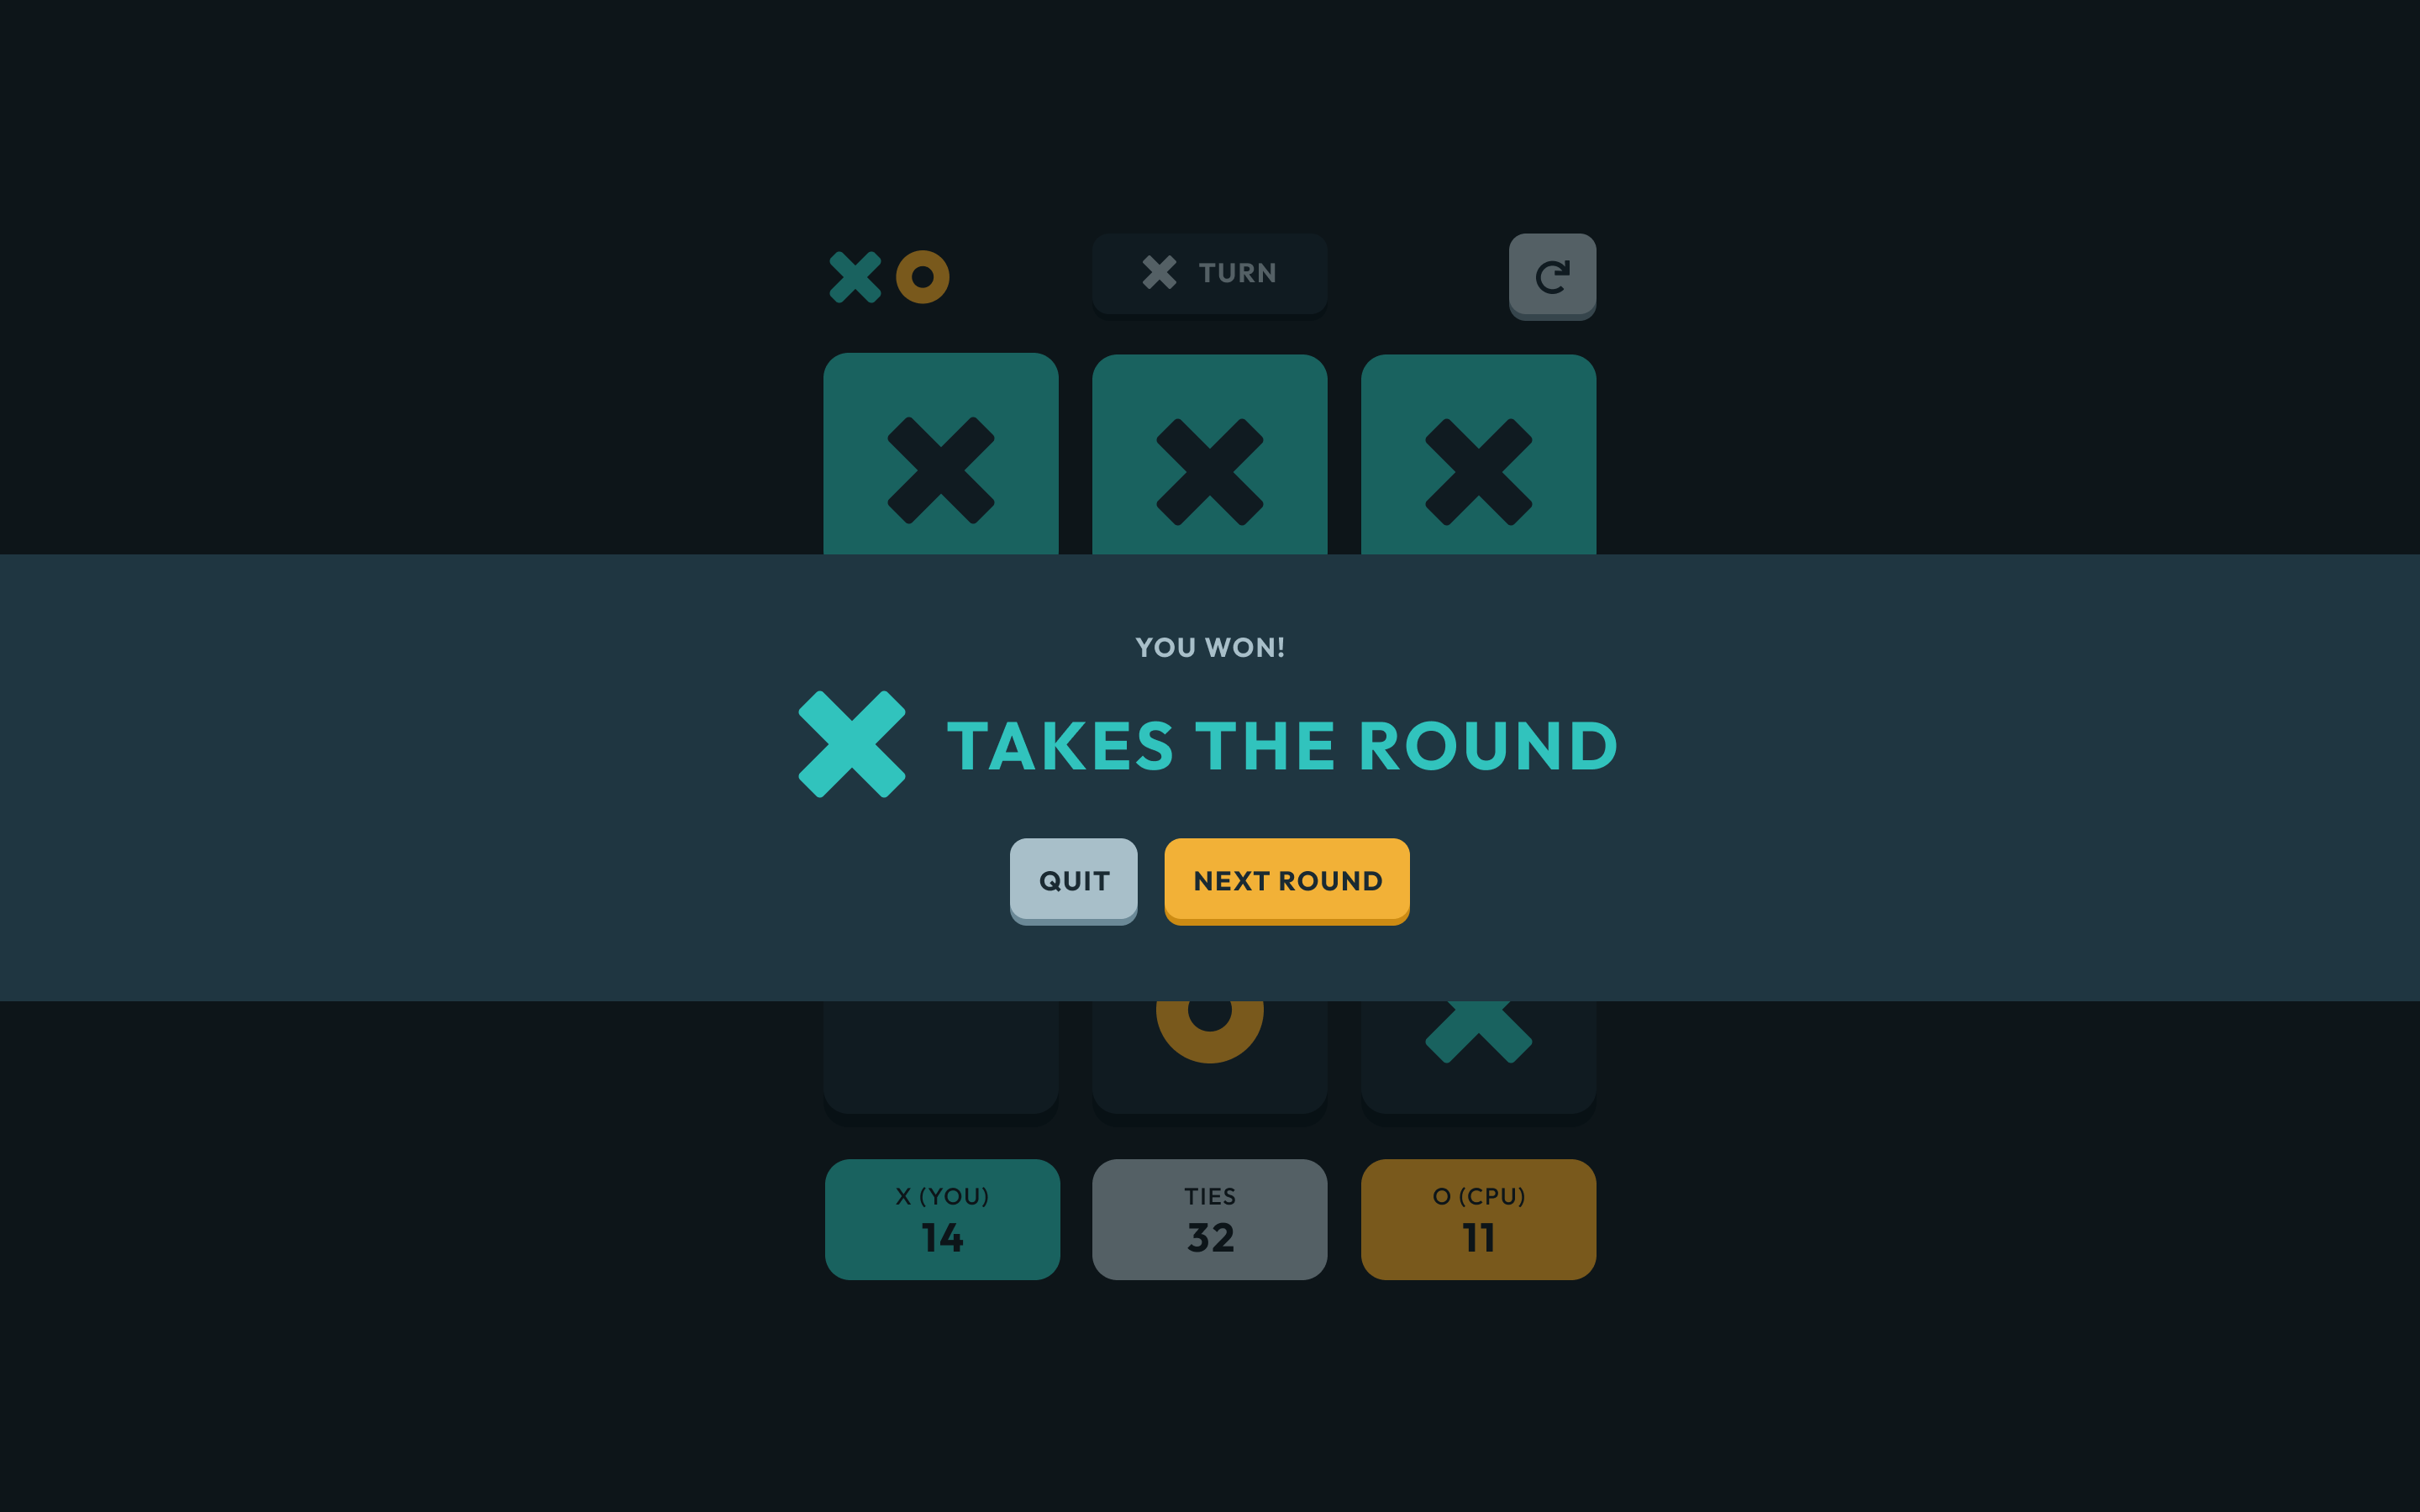 TURN
YOU WON!
TAKES THE ROUND
QUIT
NEXT ROUND
X (YOU)
14
TIES
32
O (CPU)
11